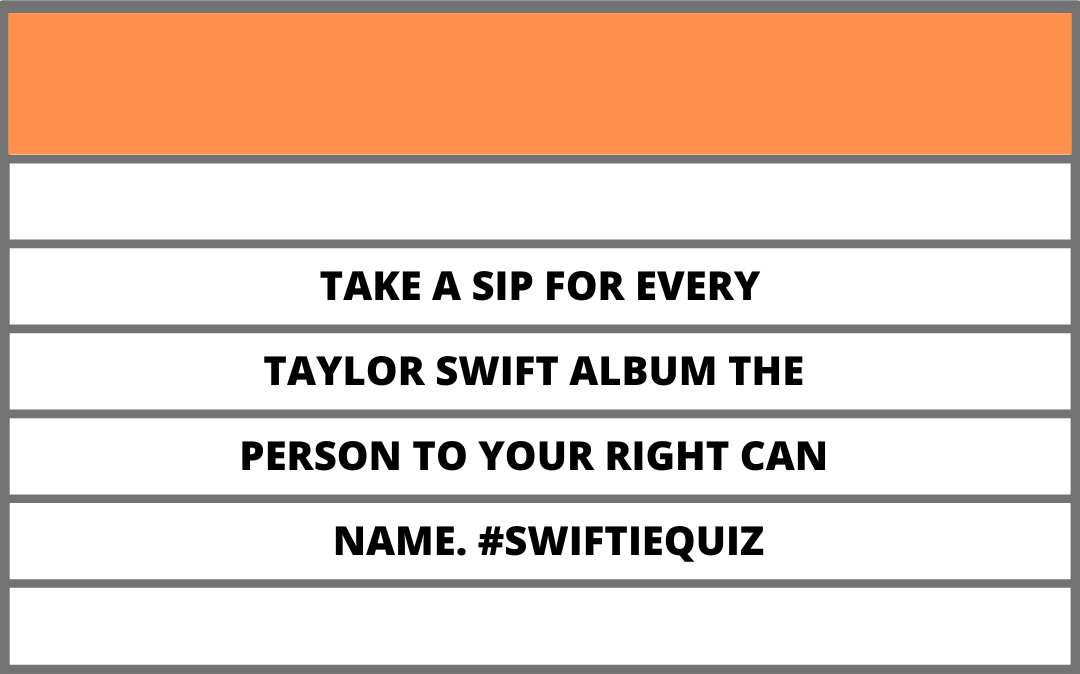 TAKE A SIP FOR EVERY
TAYLOR SWIFT ALBUM THE
PERSON TO YOUR RIGHT CAN
NAME. #SWIFTIEQUIZ